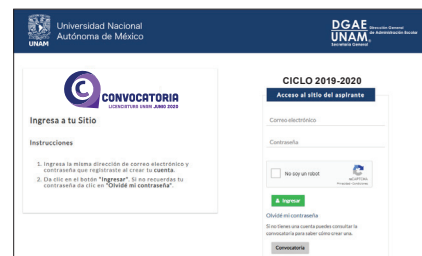 Universidad Nacional
Autónoma de México
UNAM
DGAE
UNAM
Dirección General
de Administración Escolar
Secretaría General
CONVOCATORIA
LICENCIATURA UNAM JUNIO 2020
Ingresa a tu Sitio
Instrucciones
1. Ingresa la misma dirección de correo electrónico y
contraseña que registraste al crear tu cuenta.
2. Da clic en el botón "Ingresar". Si no recuerdas tu
contraseña da clic en "Olvidé mi contraseña".
CICLO 2019-2020
Acceso al sitio del aspirante
Correo electrónico
Contraseña
No soy un robot
reCAPTCHA
Ingresar
Olvidé mi contraseña
Si no tienes una cuenta puedes consultar la
convocatoria para saber cómo crear una.
Convocatoria